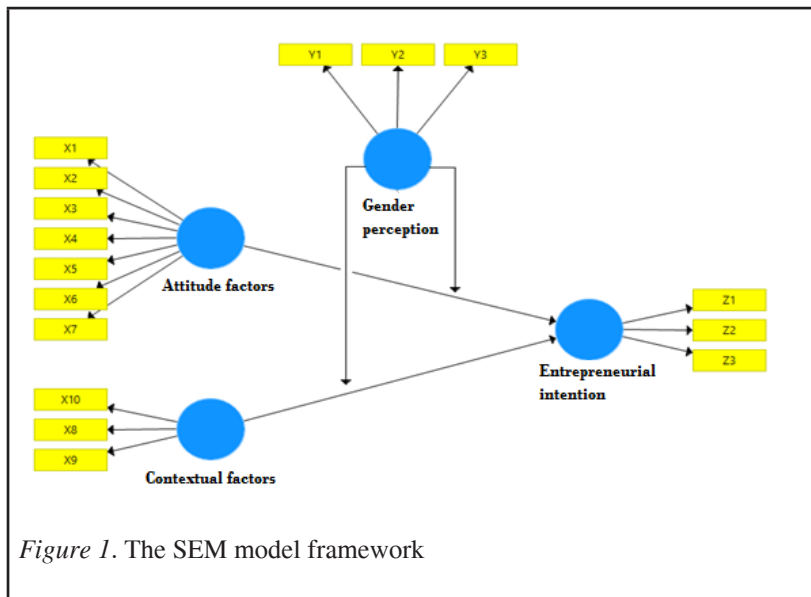 Y1 Y2 Y3
Gender
perception
X1
X2
X3
X4
X5
X6
X7
Attitude factors
Z1
Z2
Z3
Entrepreneurial
intention
X10
X8
X9
Contextual factors
Figure 1. The SEM model framework